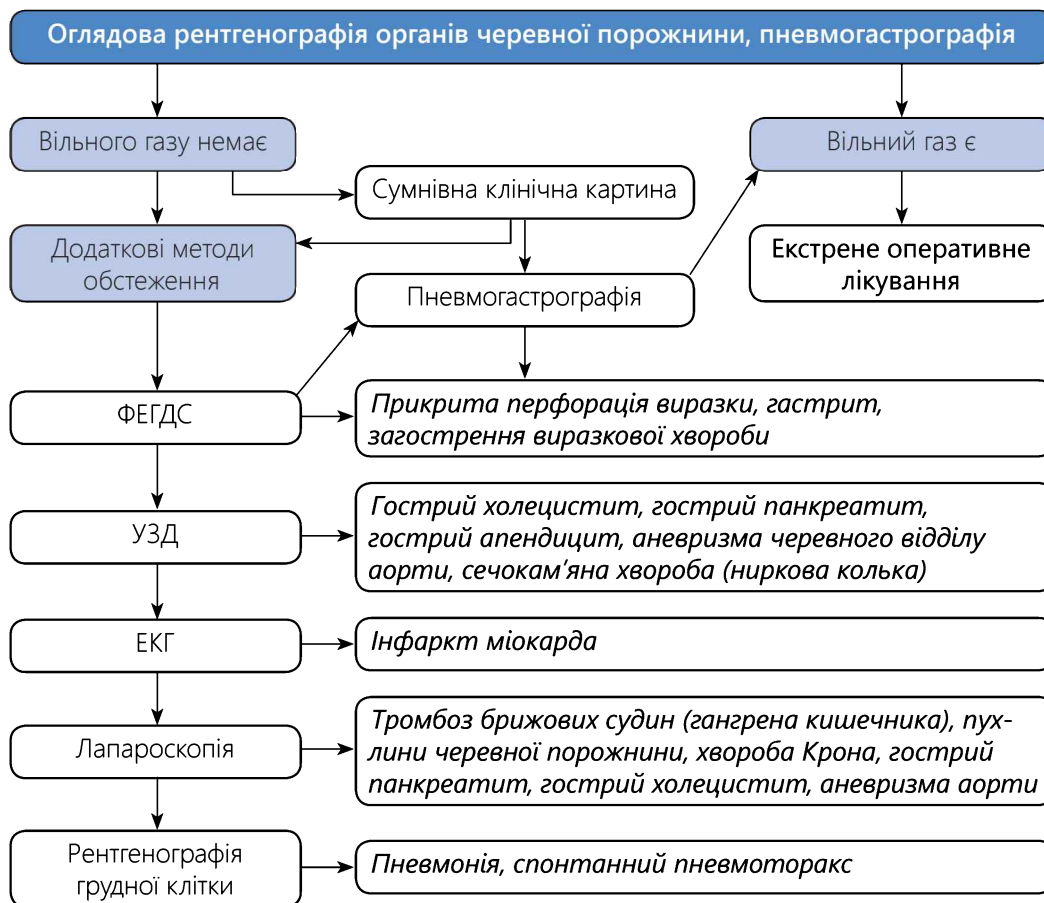 Оглядова рентгенографія органів черевної порожнини, пневмогастрографія
Вільного газу немає
Вільний газ є
Сумнівна клінічна картина
Додаткові методи
обстеження
Екстрене оперативне
лікування
Пневмогастрографія
ФЕГДС
Прикрита перфорація виразки, гастрит,
загострення виразкової хвороби
УЗД
Гострий холецистит, гострий панкреатит,
гострий апендицит, аневризма черевного відділу
аорти, сечокам’яна хвороба (ниркова колька)
ЕКГ
Інфаркт міокарда
Лапароскопія
Тромбоз брижових судин (гангрена кишечника), пух-
лини черевної порожнини, хвороба Крона, гострий
панкреатит, гострий холецистит, аневризма аорти
Рентгенографія
грудної клітки
Пневмонія, спонтанний пневмоторакс